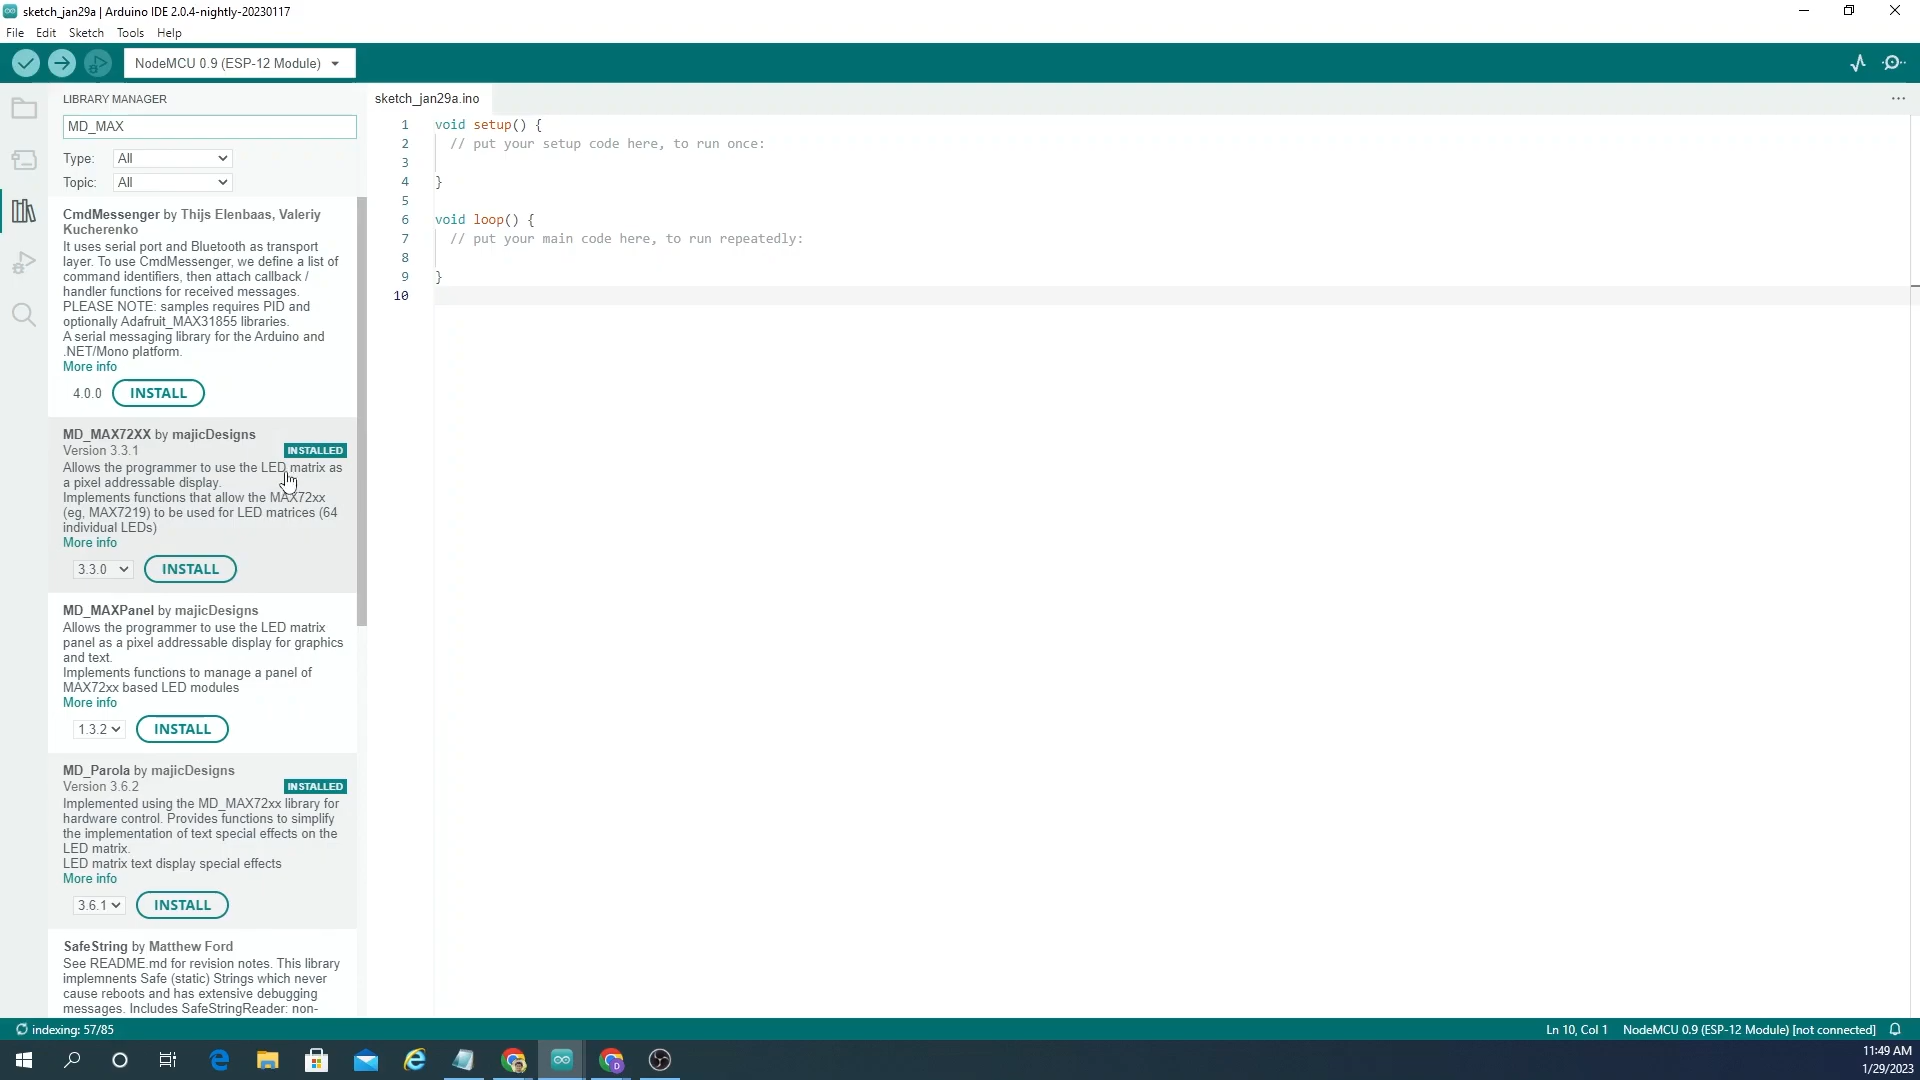 sketch_jan29a | Arduino IDE 2.0.4-nightly-20230117
File Edit Sketch Tools Help
NodeMCU 0.9 (ESP-12 Module)
LIBRARY MANAGER
MD_MAX
Type: All
Topic: All
CmdMessenger by Thijs Elenbaas, Valeriy
Kucherenko
It uses serial port and Bluetooth as transport
layer. To use CmdMessenger, we define a list of
command identifiers, then attach callback /
handler functions for received messages.
PLEASE NOTE: samples requires PID and
optionally Adafruit_MAX31855 libraries.
A serial messaging library for the Arduino and
.NET/Mono platform.
More info
4.0.0 INSTALL
MD_MAX72XX by majicDesigns
Version 3.3.1 INSTALLED
Allows the programmer to use the LED matrix as
a pixel addressable display.
Implements functions that allow the MAX72xx
(eg, MAX7219) to be used for LED matrices (64
individual LEDs)
More info
3.3.0 INSTALL
MD_MAXPanel by majicDesigns
Allows the programmer to use the LED matrix
panel as a pixel addressable display for graphics
and text.
Implements functions to manage a panel of
MAX72xx based LED modules
More info
1.3.2 INSTALL
MD_Parola by majicDesigns
Version 3.6.2 INSTALLED
Implemented using the MD_MAX72xx library for
hardware control. Provides functions to simplify
the implementation of text special effects on the
LED matrix.
LED matrix text display special effects
More info
3.6.1 INSTALL
SafeString by Matthew Ford
See README.md for revision notes. This library
implemnents Safe (static) Strings which never
cause reboots and has extensive debugging
messages. Includes SafeStringReader: non-
sketch_jan29a.ino
1 void setup() {
2 // put your setup code here, to run once:
3
4 }
5
6 void loop() {
7 // put your main code here, to run repeatedly:
8
9 }
10
indexing: 57/85
Ln 10, Col 1 NodeMCU 0.9 (ESP-12 Module) [not connected]
11:49 AM
1/29/2023